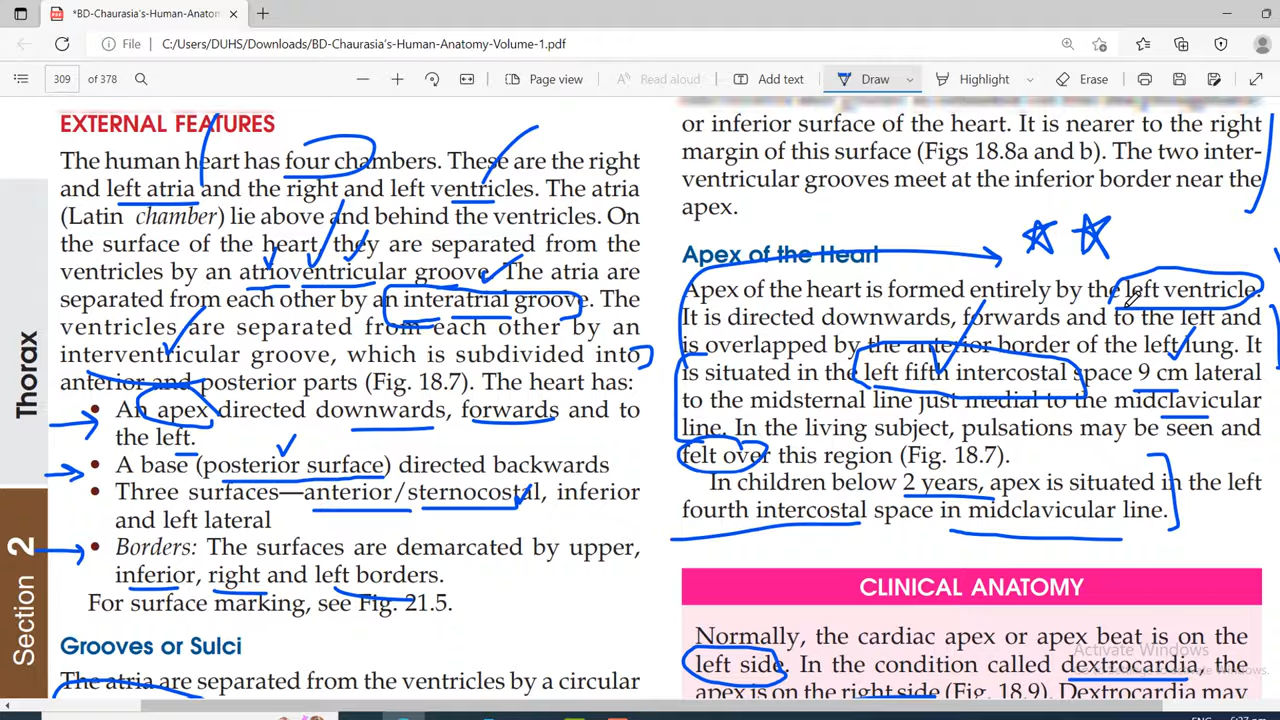 *BD-Chaurasia's-Human-Anaton
File
C:/Users/DUHS/Downloads/BD-Chaurasia's-Human-Anatomy-Volume-1.pdf
309 of 378
Page view
Read aloud
Add text
Draw
Highlight
Erase
Thorax
Section 2
EXTERNAL FEATURES
The human heart has four chambers. These are the right
and left atria and the right and left ventricles. The atria
(Latin chamber) lie above and behind the ventricles. On
the surface of the heart, they are separated from the
ventricles by an atrioventricular groove. The atria are
separated from each other by an interatrial groove. The
ventricles are separated from each other by an
interventricular groove, which is subdivided into
anterior and posterior parts (Fig. 18.7). The heart has:
• An apex directed downwards, forwards and to
the left.
• A base (posterior surface) directed backwards
• Three surfaces—anterior/sternocostal, inferior
and left lateral
• Borders: The surfaces are demarcated by upper,
inferior, right and left borders.
For surface marking, see Fig. 21.5.
Grooves or Sulci
The atria are separated from the ventricles by a circular
or inferior surface of the heart. It is nearer to the right
margin of this surface (Figs 18.8a and b). The two inter-
ventricular grooves meet at the inferior border near the
apex.
Apex of the Heart
Apex of the heart is formed entirely by the left ventricle.
It is directed downwards, forwards and to the left and
is overlapped by the anterior border of the left lung. It
is situated in the left fifth intercostal space 9 cm lateral
to the midsternal line just medial to the midclavicular
line. In the living subject, pulsations may be seen and
felt over this region (Fig. 18.7).
In children below 2 years, apex is situated in the left
fourth intercostal space in midclavicular line.
CLINICAL ANATOMY
Normally, the cardiac apex or apex beat is on the
left side. In the condition called dextrocardia, the
apex is on the right side (Fig. 18.9). Dextrocardia may
Activate Windows